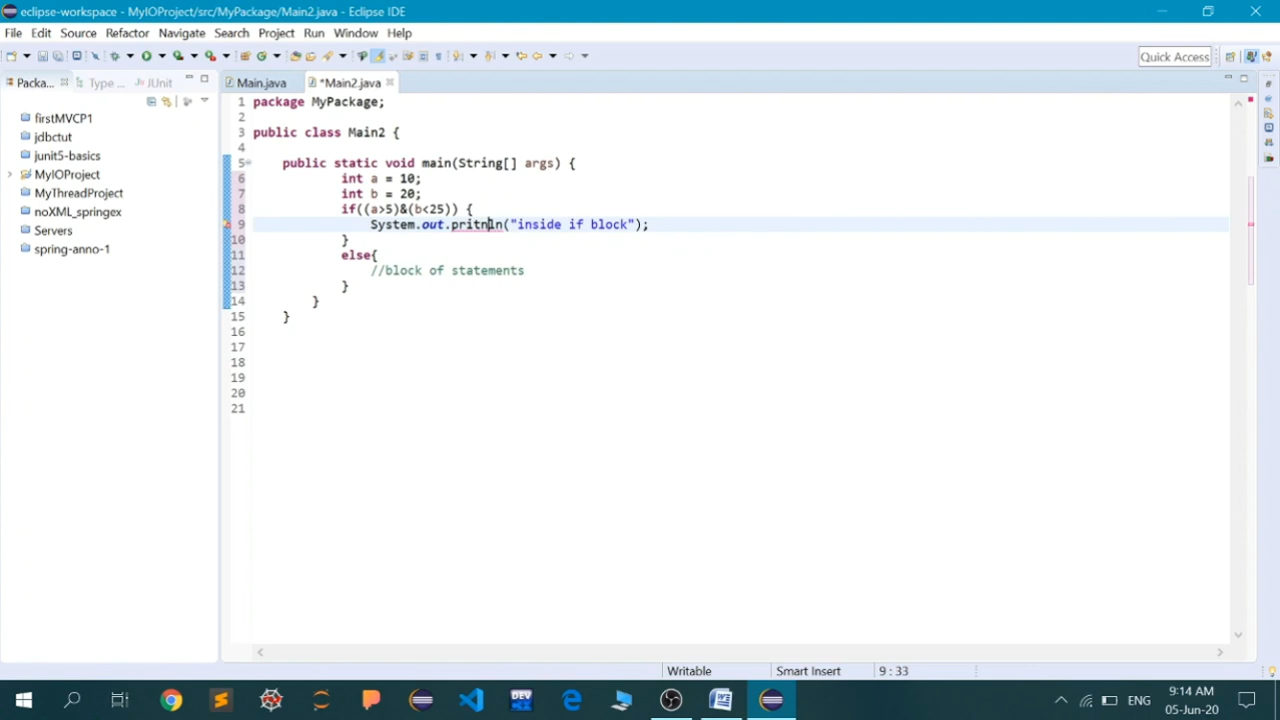 eclipse-workspace - MyIOProject/src/MyPackage/Main2.java - Eclipse IDE
File Edit Source Refactor Navigate Search Project Run Window Help
Quick Access
Packa... Type ... JUnit
Main.java *Main2.java
firstMVCP1
jdbctut
junit5-basics
MyIOProject
MyThreadProject
noXML_springex
Servers
spring-anno-1
1 package MyPackage;
2
3 public class Main2 {
4
5 public static void main(String[] args) {
6 int a = 10;
7 int b = 20;
8 if((a>5)&(b<25)) {
9 System.out.pritnln("inside if block");
10 }
11 else{
12 //block of statements
13 }
14 }
15 }
16
17
18
19
20
21
Writable Smart Insert 9 : 33
DEV
ENG
9:14 AM
05-Jun-20